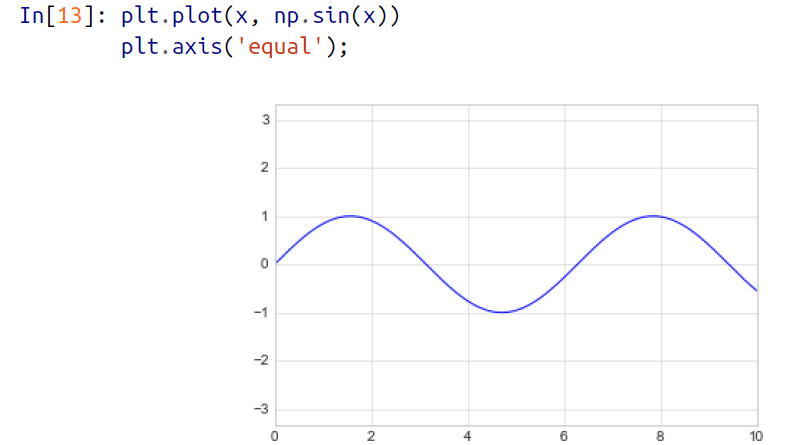 In[13]: plt.plot(x, np.sin(x))
plt.axis('equal');
3
2
1
0
−1
−2
−3
0 2 4 6 8 10